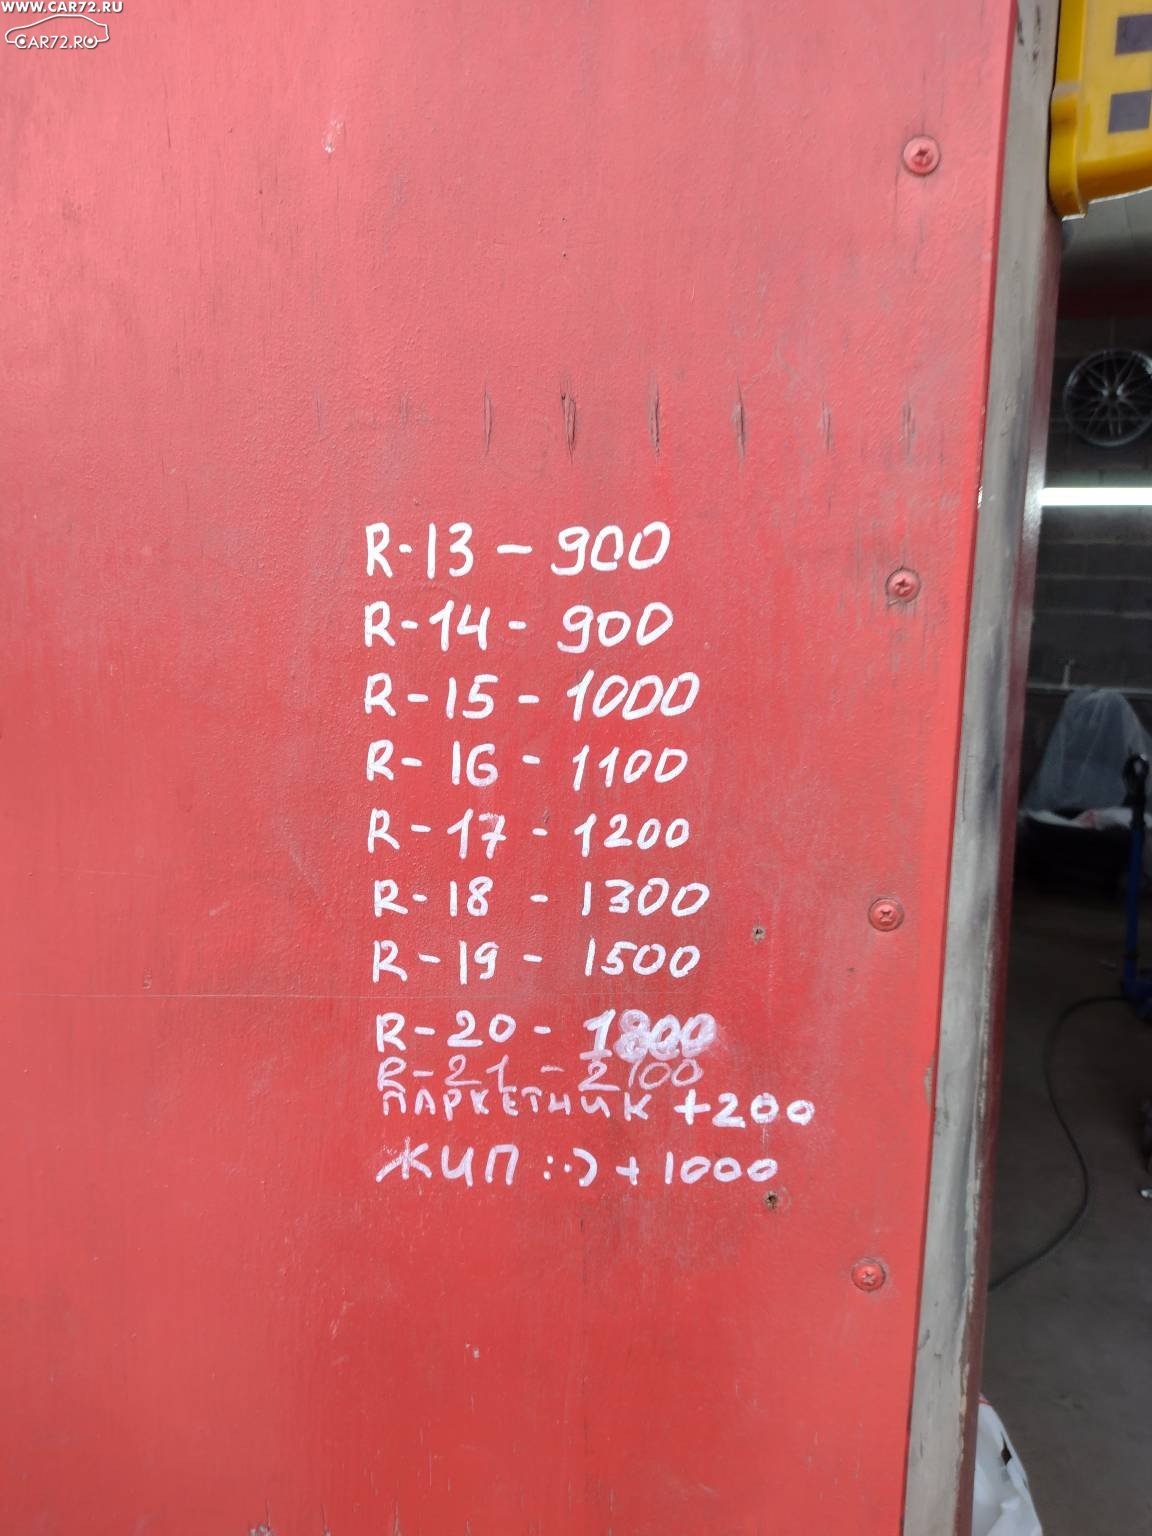 WWW.CAR72.RU
CAR72.RU
R-13-900
R-14-900
R-15-1000
R-16-1100
R-17-1200
R-18-1300
R-19-1500
R-20-1800
R-21-2100
ПАРКЕТНИК +200
ЖИП :·) + 1000